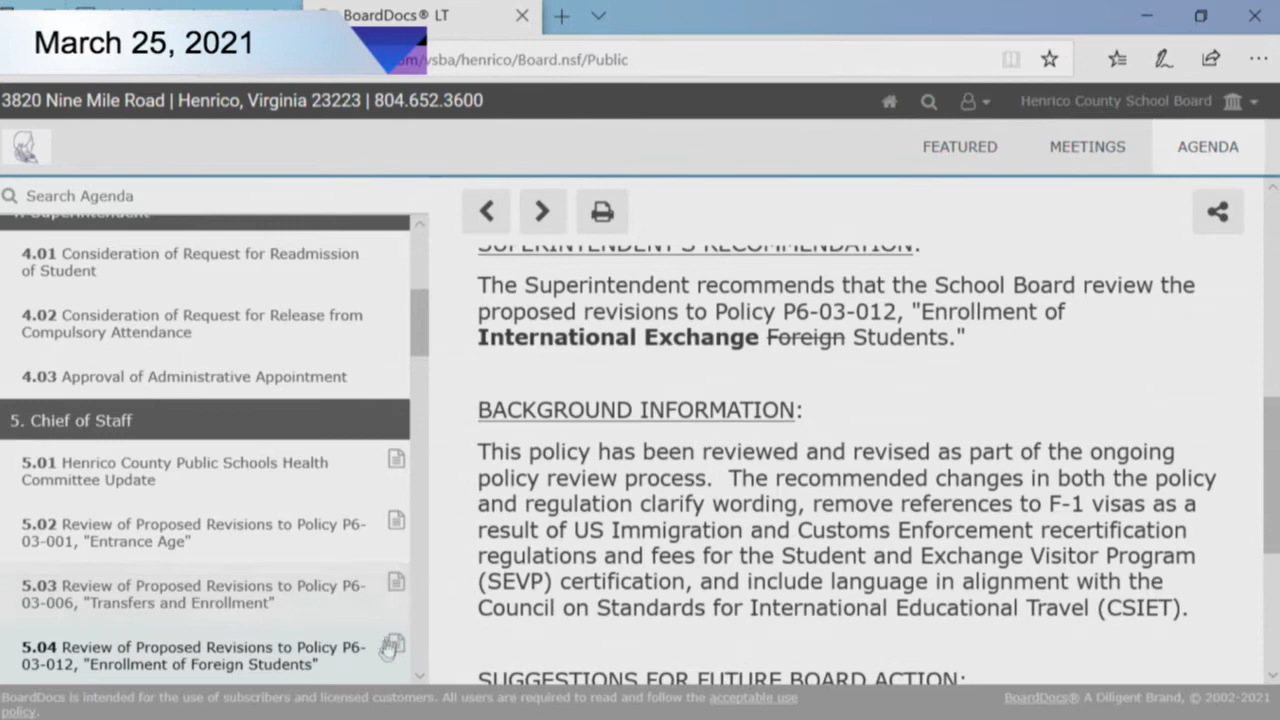 BoardDocs® LT
March 25, 2021
om/vsba/henrico/Board.nsf/Public
3820 Nine Mile Road | Henrico, Virginia 23223 | 804.652.3600
Henrico County School Board
FEATURED
MEETINGS
AGENDA
Search Agenda
4. Superintendent
4.01 Consideration of Request for Readmission
of Student
4.02 Consideration of Request for Release from
Compulsory Attendance
4.03 Approval of Administrative Appointment
5. Chief of Staff
5.01 Henrico County Public Schools Health
Committee Update
5.02 Review of Proposed Revisions to Policy P6-
03-001, "Entrance Age"
5.03 Review of Proposed Revisions to Policy P6-
03-006, "Transfers and Enrollment"
5.04 Review of Proposed Revisions to Policy P6-
03-012, "Enrollment of Foreign Students"
SUPERINTENDENT'S RECOMMENDATION:
The Superintendent recommends that the School Board review the
proposed revisions to Policy P6-03-012, "Enrollment of
International Exchange Foreign Students."
BACKGROUND INFORMATION:
This policy has been reviewed and revised as part of the ongoing
policy review process.  The recommended changes in both the policy
and regulation clarify wording, remove references to F-1 visas as a
result of US Immigration and Customs Enforcement recertification
regulations and fees for the Student and Exchange Visitor Program
(SEVP) certification, and include language in alignment with the
Council on Standards for International Educational Travel (CSIET).
SUGGESTIONS FOR FUTURE BOARD ACTION:
BoardDocs is intended for the use of subscribers and licensed customers. All users are required to read and follow the acceptable use
policy.
BoardDocs® A Diligent Brand, © 2002-2021